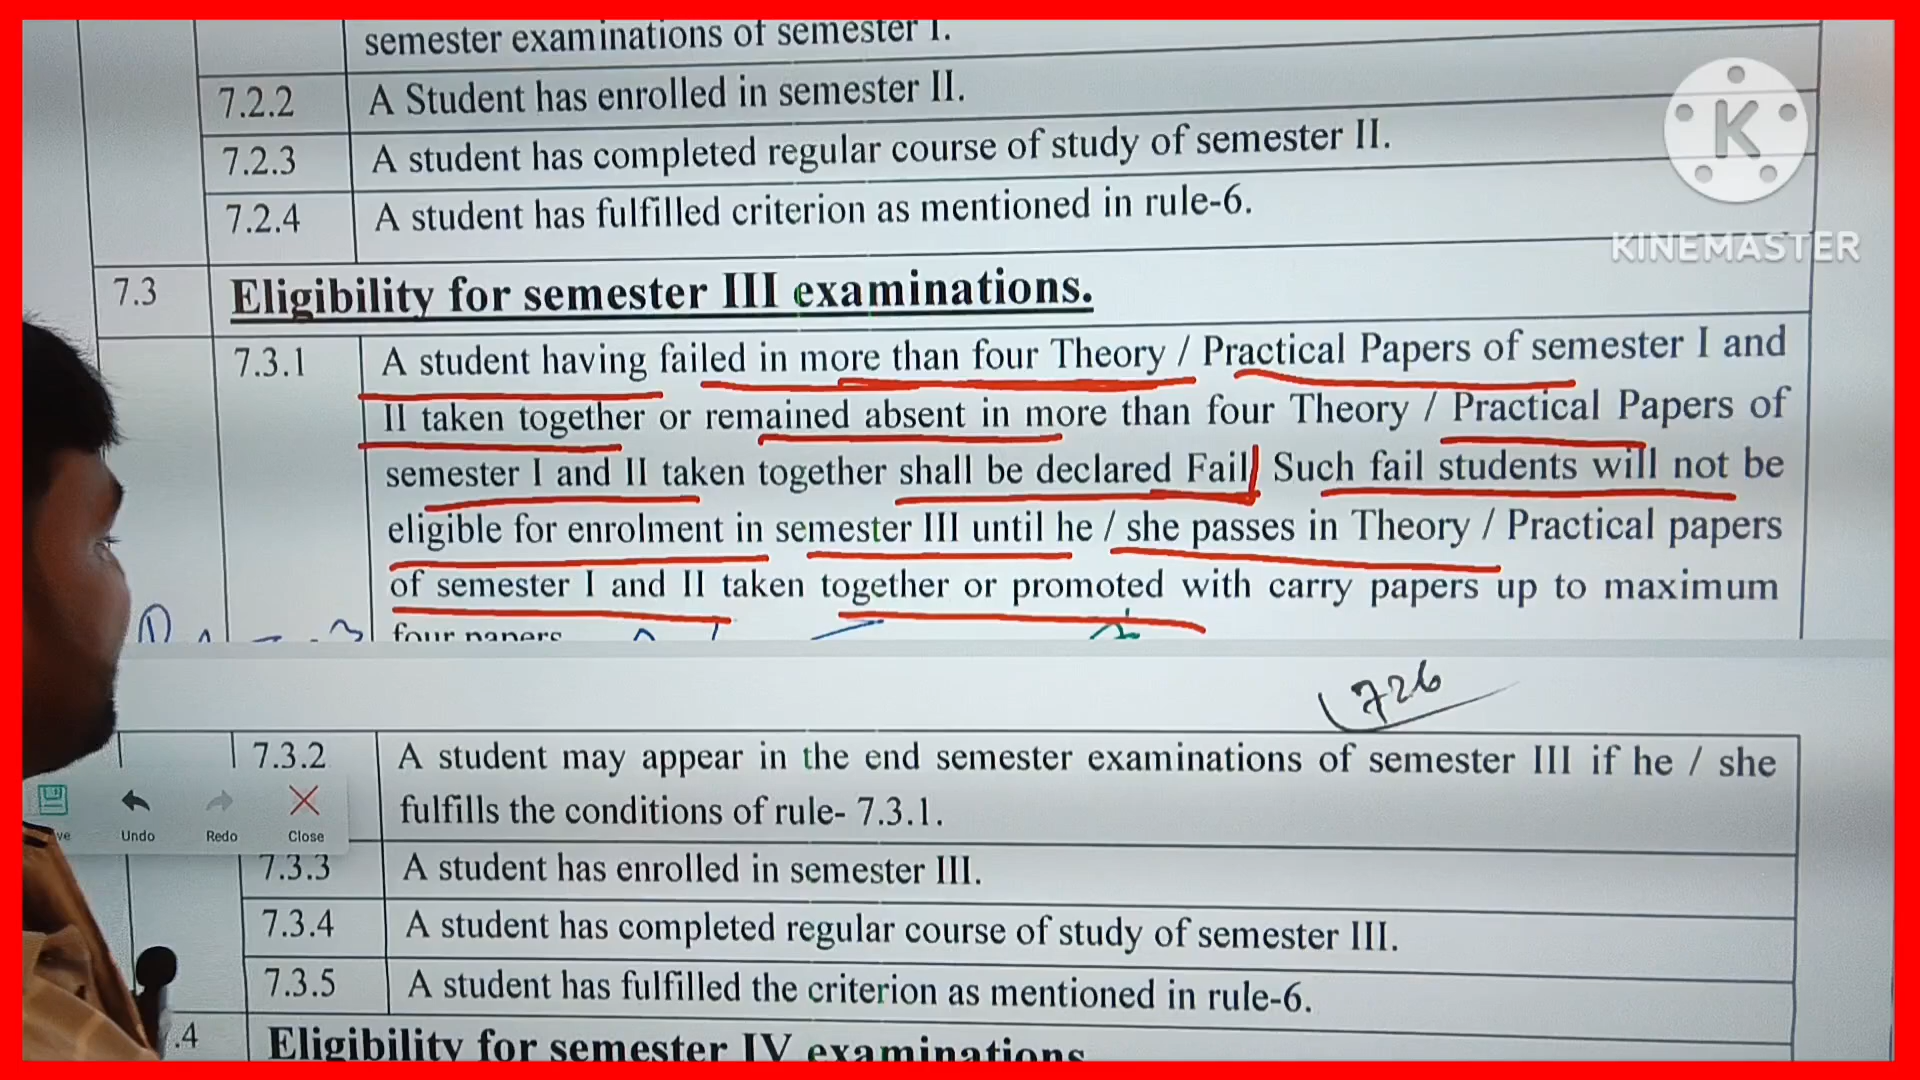 semester examinations of semester I.
7.2.2 A Student has enrolled in semester II.
7.2.3 A student has completed regular course of study of semester II.
7.2.4 A student has fulfilled criterion as mentioned in rule-6.
KINEMASTER
7.3 Eligibility for semester III examinations.
7.3.1 A student having failed in more than four Theory / Practical Papers of semester I and
II taken together or remained absent in more than four Theory / Practical Papers of
semester I and II taken together shall be declared Fail. Such fail students will not be
eligible for enrolment in semester III until he / she passes in Theory / Practical papers
of semester I and II taken together or promoted with carry papers up to maximum
four papers
726
7.3.2 A student may appear in the end semester examinations of semester III if he / she
fulfills the conditions of rule- 7.3.1.
Undo Redo Close
7.3.3 A student has enrolled in semester III.
7.3.4 A student has completed regular course of study of semester III.
7.3.5 A student has fulfilled the criterion as mentioned in rule-6.
.4 Eligibility for semester IV examinations